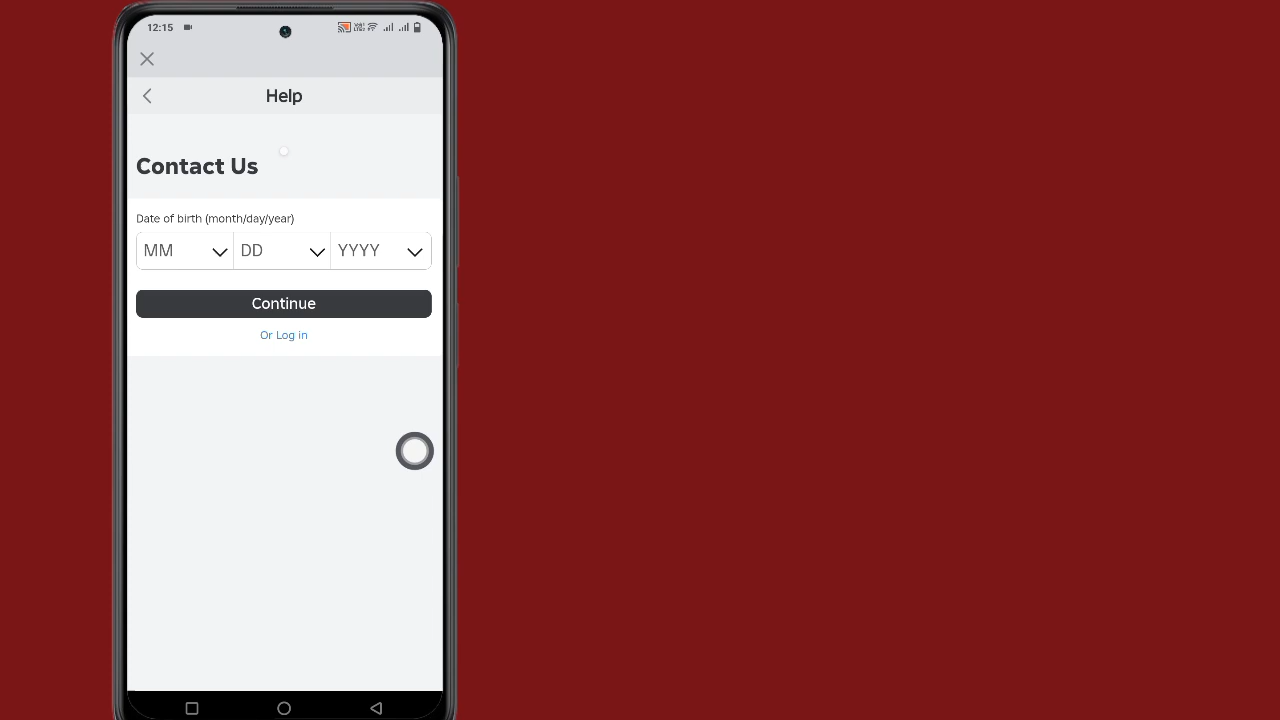 12:15
Help
Contact Us
Date of birth (month/day/year)
MM DD YYYY
Continue
Or Log in